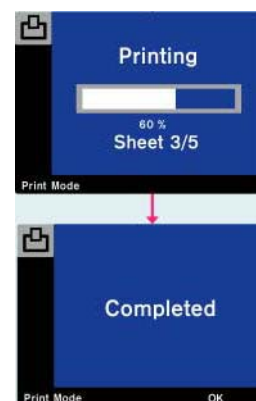 Printing
60 %
Sheet 3/5
Print Mode
Completed
Print Mode OK